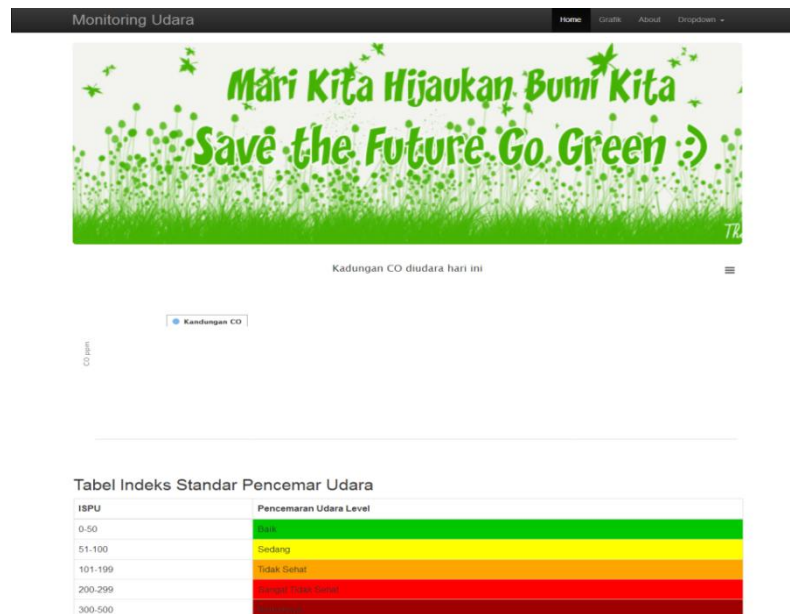 Monitoring Udara
Home Grafik About Dropdown
Mari Kita Hijaukan Bumi Kita
Save the Future Go Green :)
Kadungan CO diudara hari ini
Kandungan CO
CO ppm
Tabel Indeks Standar Pencemar Udara
ISPU Pencemaran Udara Level
0-50 Baik
51-100 Sedang
101-199 Tidak Sehat
200-299 Sangat Tidak Sehat
300-500